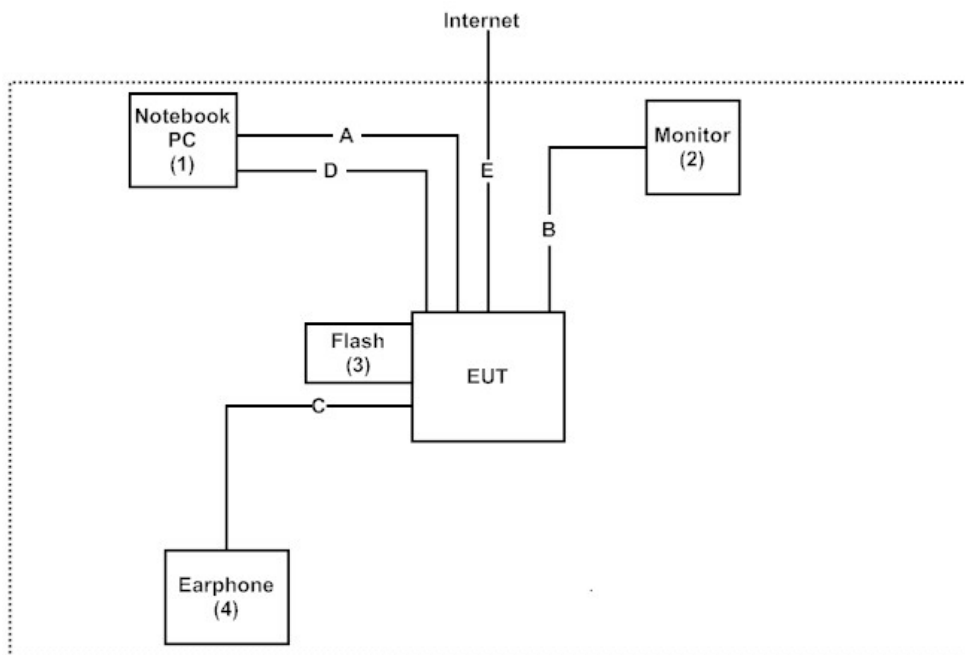 Internet
Notebook
PC
(1)
A
D
E
B
Monitor
(2)
Flash
(3)
EUT
C
Earphone
(4)